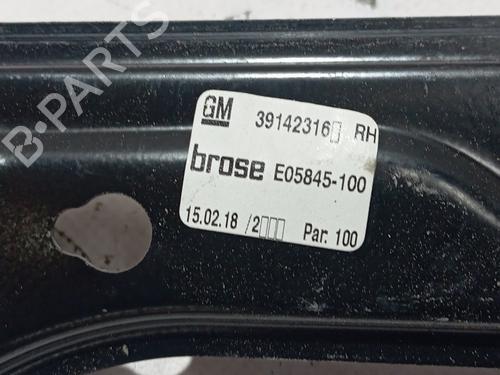 B-PARTS
GM 39142316▯ RH
brose E05845-100
15.02.18 /2▯▯▯ Par. 100